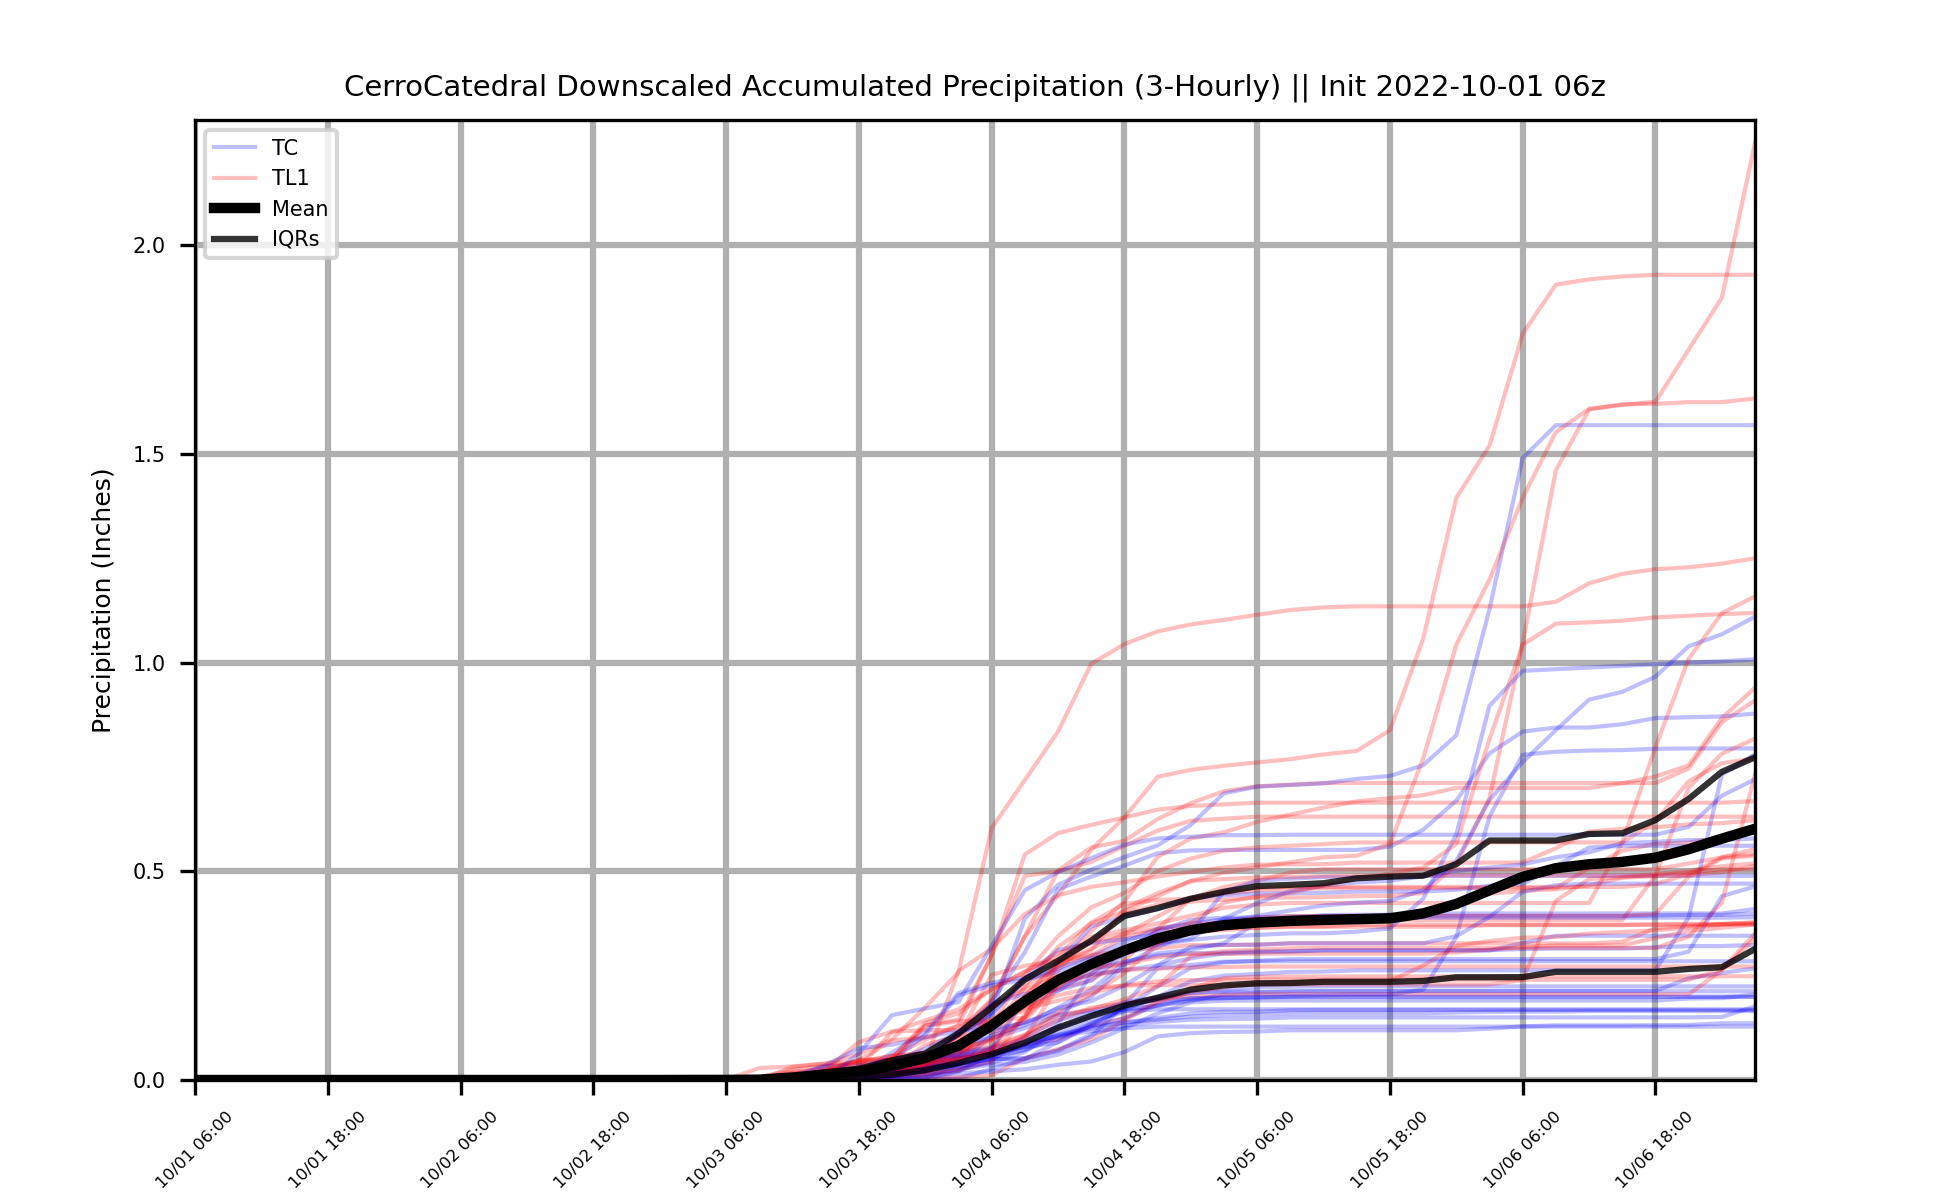 CerroCatedral Downscaled Accumulated Precipitation (3-Hourly) || Init 2022-10-01 06z
TC
TL1
Mean
IQRs
Precipitation (Inches)
2.0
1.5
1.0
0.5
0.0
10/01 06:00
10/01 18:00
10/02 06:00
10/02 18:00
10/03 06:00
10/03 18:00
10/04 06:00
10/04 18:00
10/05 06:00
10/05 18:00
10/06 06:00
10/06 18:00